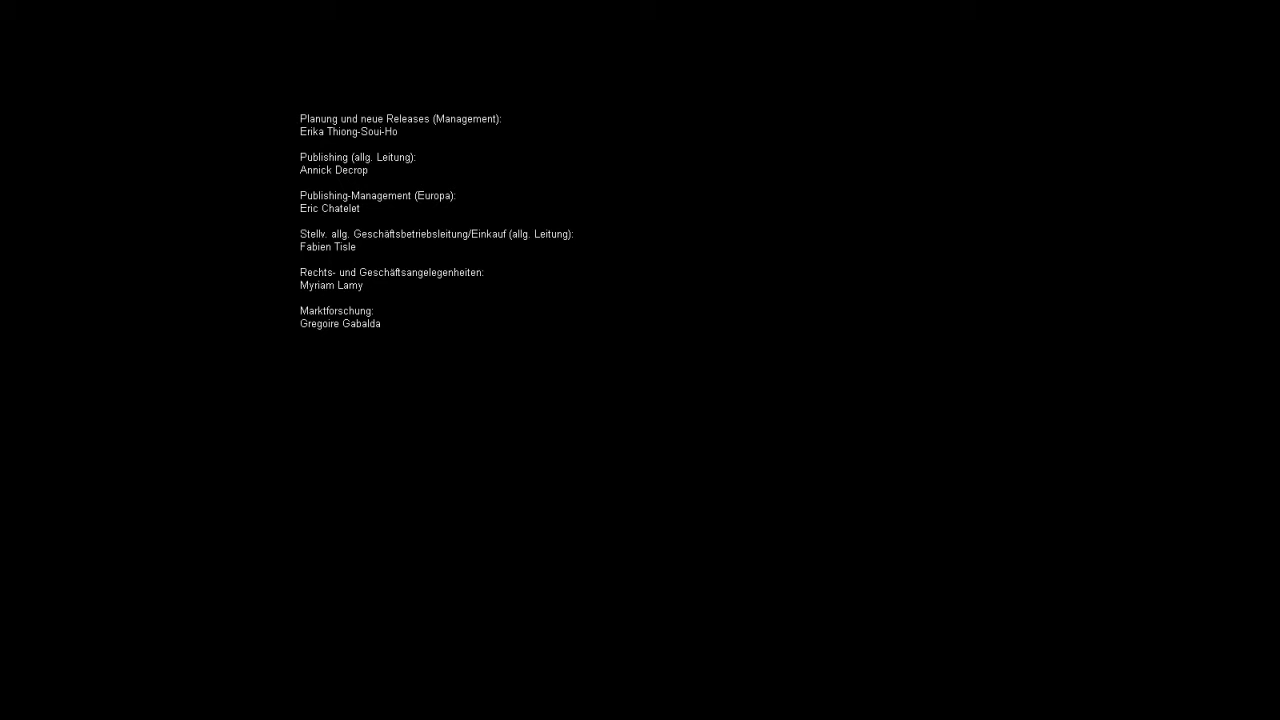 Planung und neue Releases (Management):
Erika Thiong-Soui-Ho
Publishing (allg. Leitung):
Annick Decrop
Publishing-Management (Europa):
Eric Chatelet
Stellv. allg. Geschäftsbetriebsleitung/Einkauf (allg. Leitung):
Fabien Tisle
Rechts- und Geschäftsangelegenheiten:
Myriam Lamy
Marktforschung:
Gregoire Gabalda